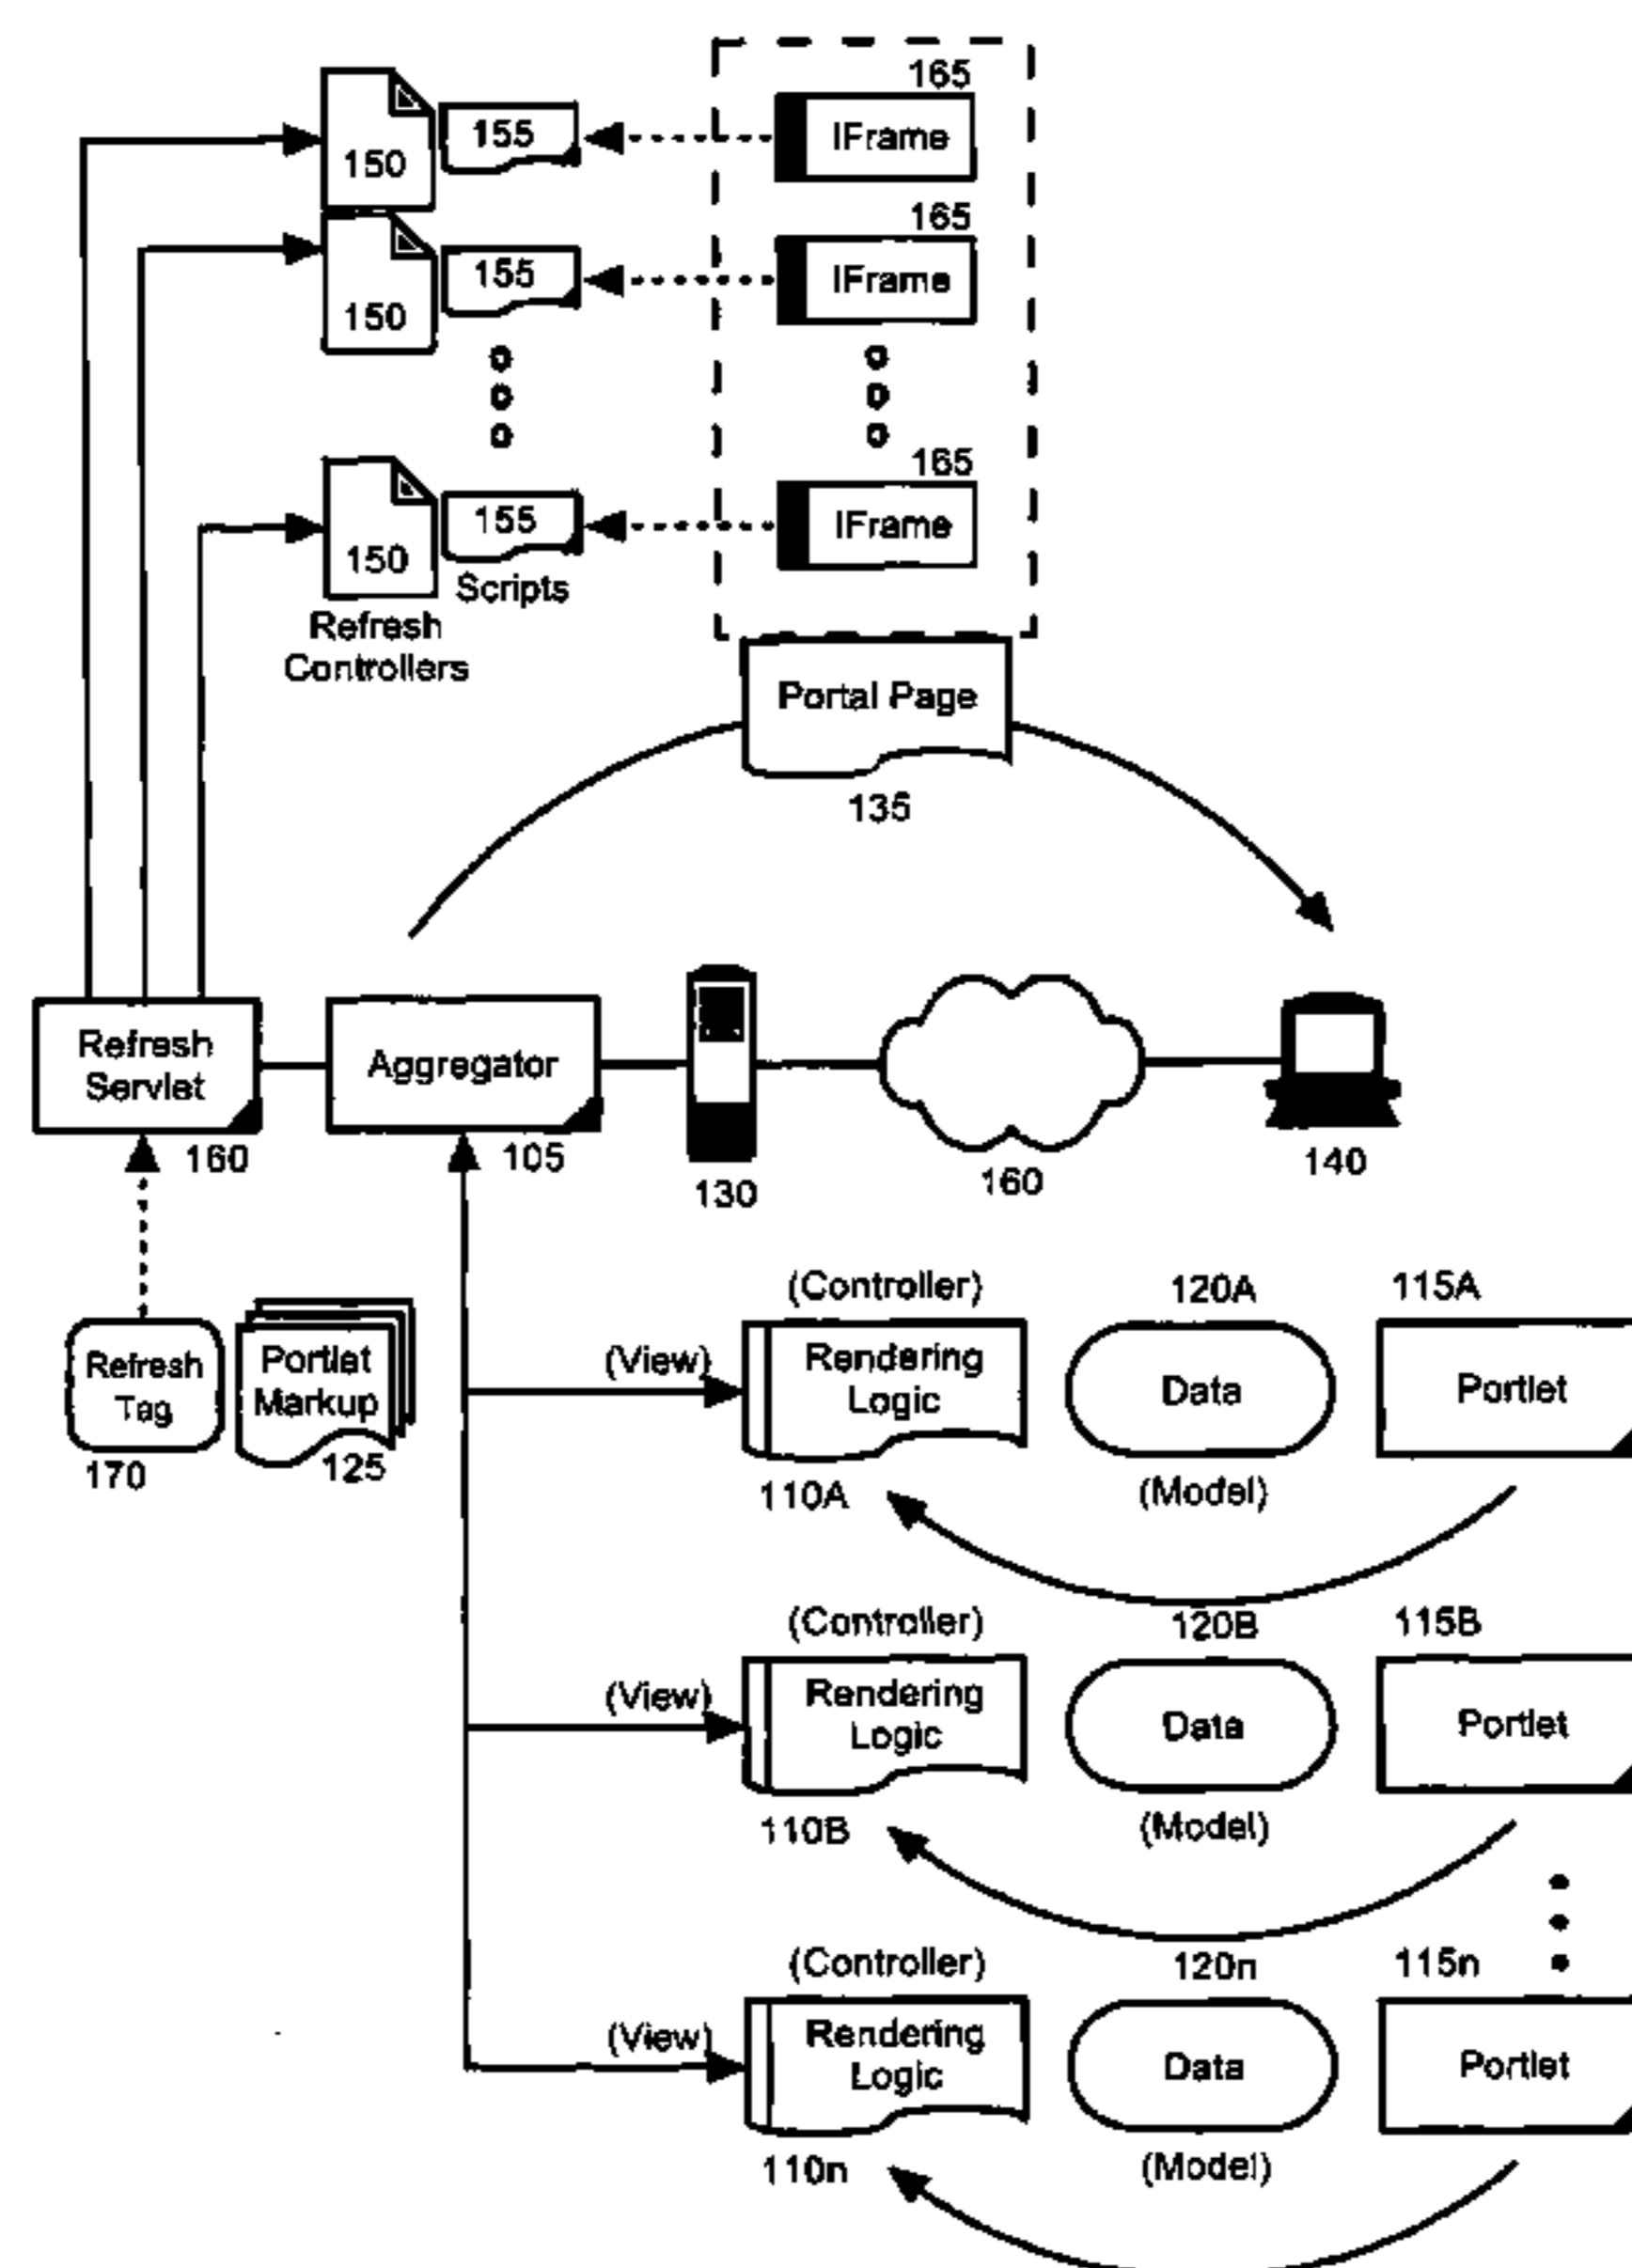 165
150
155
IFrame
165
150
155
IFrame
165
150
155
IFrame
Scripts
Refresh
Controllers
Portal Page
135
Refresh
Servlet
160
Aggregator
105
130
160
140
Refresh
Tag
170
Portlet
Markup
125
(Controller)
120A
115A
(View)
Rendering
Logic
Data
Portlet
110A
(Model)
(Controller)
120B
115B
(View)
Rendering
Logic
Data
Portlet
110B
(Model)
(Controller)
120n
115n
(View)
Rendering
Logic
Data
Portlet
110n
(Model)